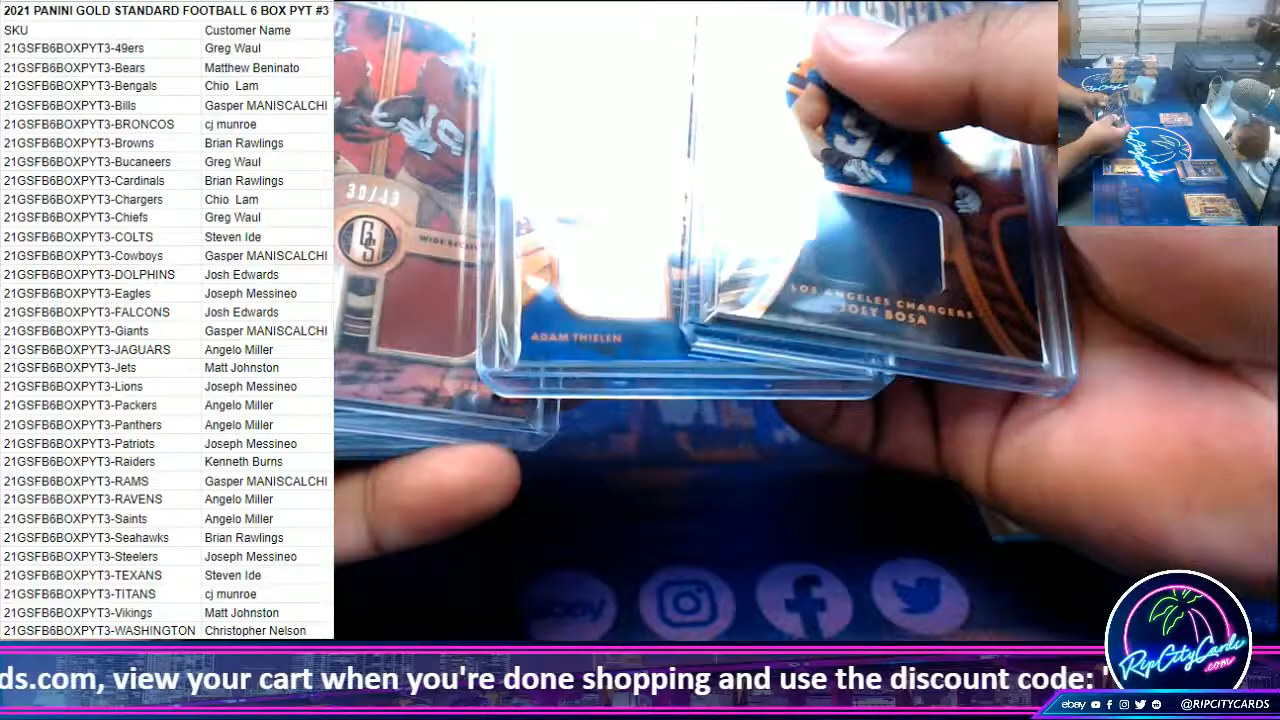 2021 PANINI GOLD STANDARD FOOTBALL 6 BOX PYT #3
SKU Customer Name
21GSFB6BOXPYT3-49ers Greg Waul
21GSFB6BOXPYT3-Bears Matthew Beninato
21GSFB6BOXPYT3-Bengals Chio Lam
21GSFB6BOXPYT3-Bills Gasper MANISCALCHI
21GSFB6BOXPYT3-BRONCOS cj munroe
21GSFB6BOXPYT3-Browns Brian Rawlings
21GSFB6BOXPYT3-Bucaneers Greg Waul
21GSFB6BOXPYT3-Cardinals Brian Rawlings
21GSFB6BOXPYT3-Chargers Chio Lam
21GSFB6BOXPYT3-Chiefs Greg Waul
21GSFB6BOXPYT3-COLTS Steven Ide
21GSFB6BOXPYT3-Cowboys Gasper MANISCALCHI
21GSFB6BOXPYT3-DOLPHINS Josh Edwards
21GSFB6BOXPYT3-Eagles Joseph Messineo
21GSFB6BOXPYT3-FALCONS Josh Edwards
21GSFB6BOXPYT3-Giants Gasper MANISCALCHI
21GSFB6BOXPYT3-JAGUARS Angelo Miller
21GSFB6BOXPYT3-Jets Matt Johnston
21GSFB6BOXPYT3-Lions Joseph Messineo
21GSFB6BOXPYT3-Packers Angelo Miller
21GSFB6BOXPYT3-Panthers Angelo Miller
21GSFB6BOXPYT3-Patriots Joseph Messineo
21GSFB6BOXPYT3-Raiders Kenneth Burns
21GSFB6BOXPYT3-RAMS Gasper MANISCALCHI
21GSFB6BOXPYT3-RAVENS Angelo Miller
21GSFB6BOXPYT3-Saints Angelo Miller
21GSFB6BOXPYT3-Seahawks Brian Rawlings
21GSFB6BOXPYT3-Steelers Joseph Messineo
21GSFB6BOXPYT3-TEXANS Steven Ide
21GSFB6BOXPYT3-TITANS cj munroe
21GSFB6BOXPYT3-Vikings Matt Johnston
21GSFB6BOXPYT3-WASHINGTON Christopher Nelson
GS
ADAM THIELEN
LOS ANGELES CHARGERS
JOEY BOSA
ebay
ds.com, view your cart when you're done shopping and use the discount code:
RipCityCards
.com
ebay @RIPCITYCARDS